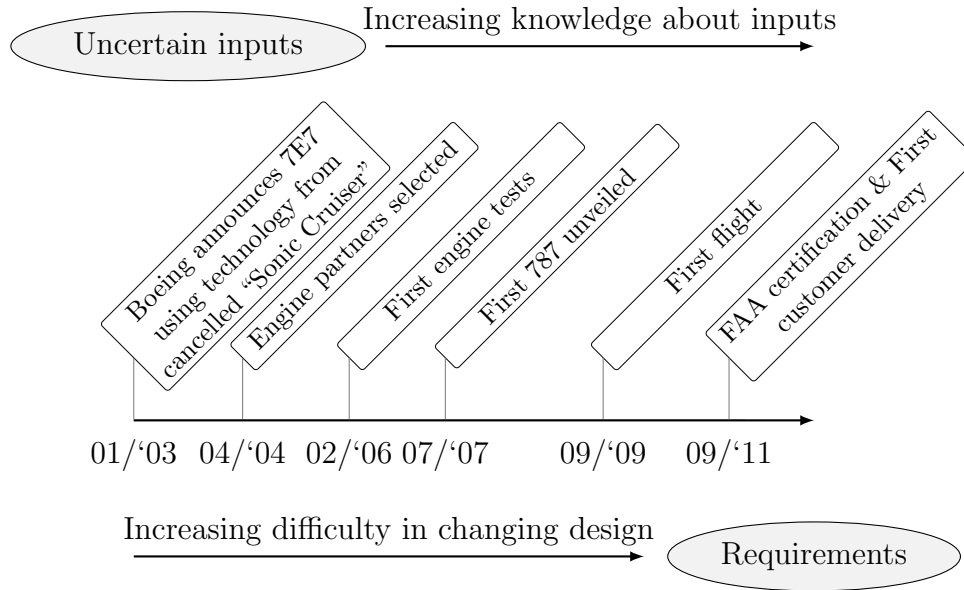 Uncertain inputs
Increasing knowledge about inputs
Boeing announces 7E7
using technology from
cancelled “Sonic Cruiser”
Engine partners selected
First engine tests
First 787 unveiled
First flight
FAA certification & First
customer delivery
01/‘03
04/‘04
02/‘06
07/‘07
09/‘09
09/‘11
Increasing difficulty in changing design
Requirements